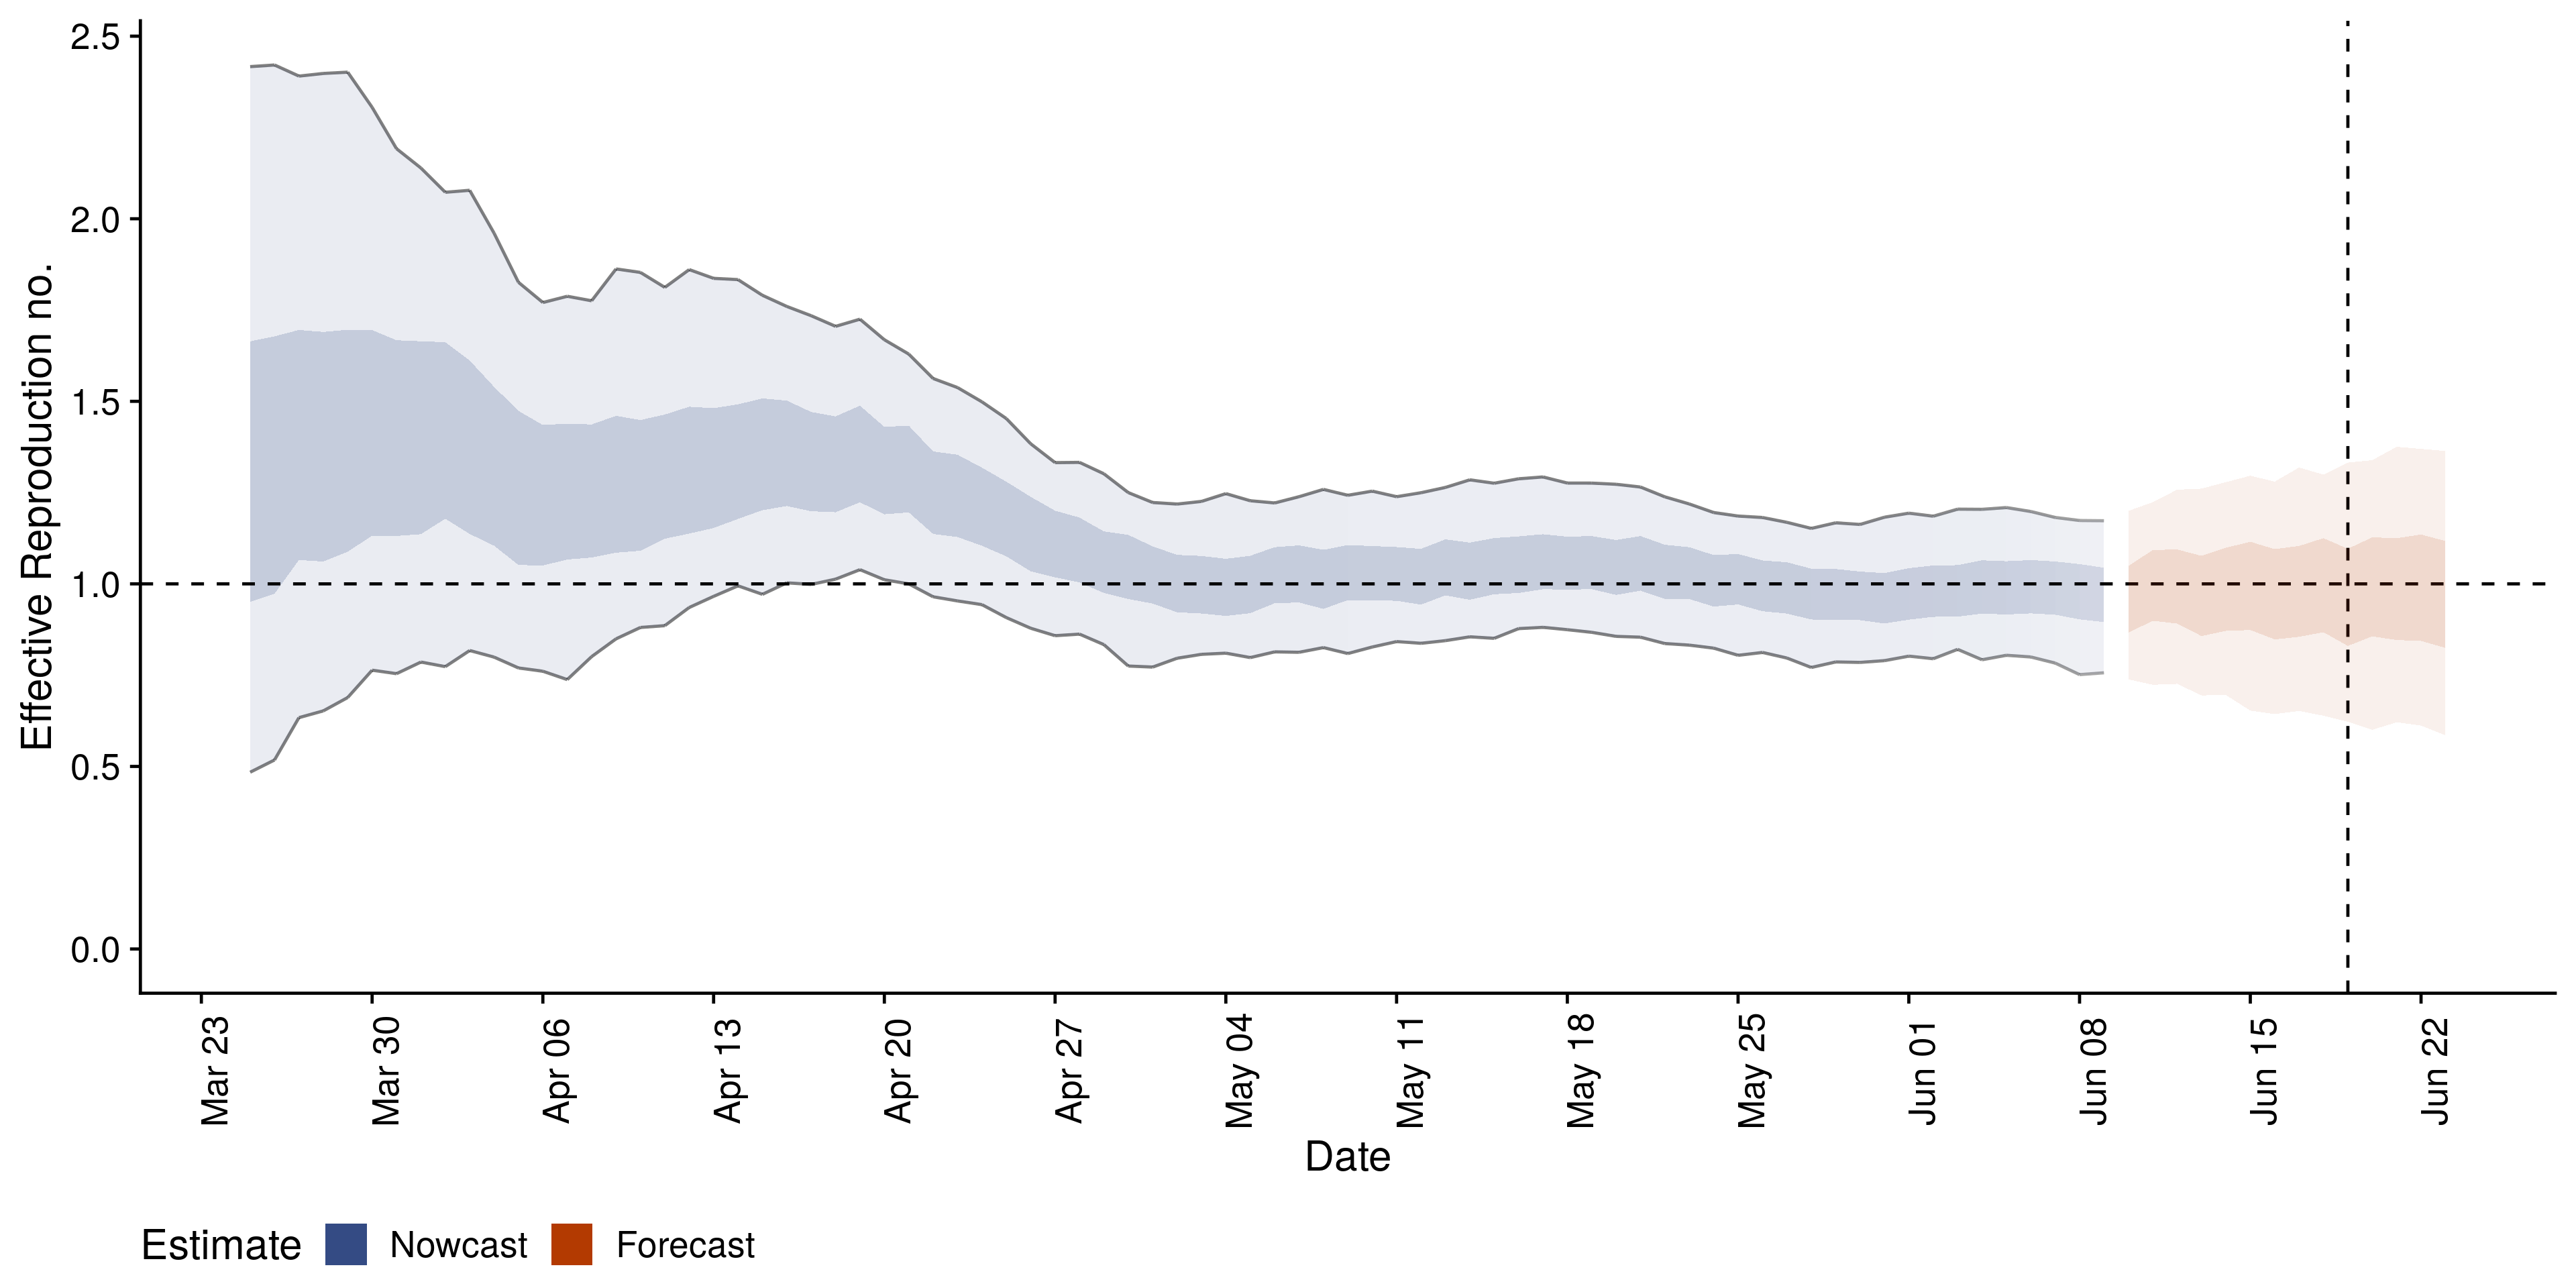 Effective Reproduction no.
2.5
2.0
1.5
1.0
0.5
0.0
Mar 23
Mar 30
Apr 06
Apr 13
Apr 20
Apr 27
May 04
May 11
May 18
May 25
Jun 01
Jun 08
Jun 15
Jun 22
Date
Estimate Nowcast Forecast